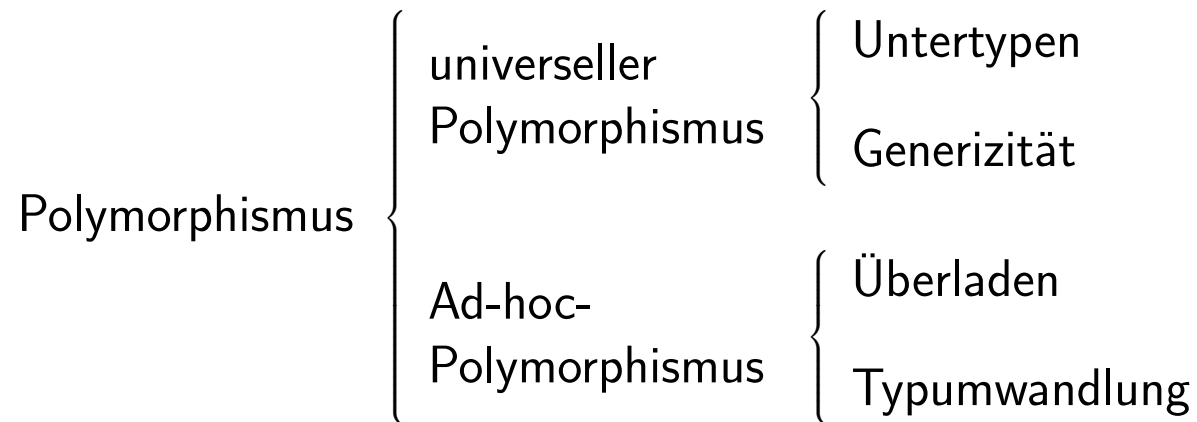 Polymorphismus
universeller
Polymorphismus
Untertypen
Generizität
Ad-hoc-
Polymorphismus
Überladen
Typumwandlung